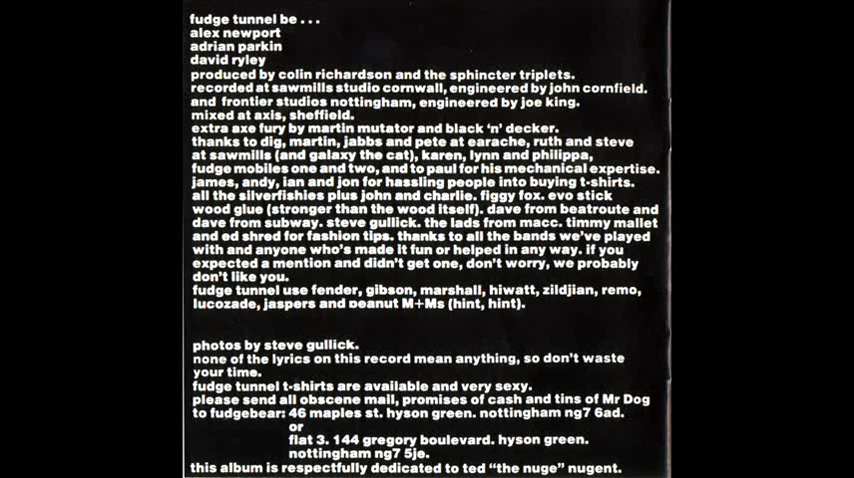 fudge tunnel be . . .
alex newport
adrian parkin
david ryley
produced by colin richardson and the sphincter triplets.
recorded at sawmills studio cornwall, engineered by john cornfield.
and frontier studios nottingham, engineered by joe king.
mixed at axis, sheffield.
extra axe fury by martin mutator and black 'n' decker.
thanks to dig, martin, jabbs and pete at earache, ruth and steve
at sawmills (and galaxy the cat), karen, lynn and philippa,
fudge mobiles one and two, and to paul for his mechanical expertise.
james, andy, ian and jon for hassling people into buying t-shirts.
all the silverfishies plus john and charlie. figgy fox. evo stick
wood glue (stronger than the wood itself). dave from beatroute and
dave from subway. steve gullick. the lads from macc. timmy mallet
and ed shred for fashion tips. thanks to all the bands we've played
with and anyone who's made it fun or helped in any way. if you
expected a mention and didn't get one, don't worry, we probably
don't like you.
fudge tunnel use fender, gibson, marshall, hiwatt, zildjian, remo,
lucozade, jaspers and peanut M+Ms (hint, hint).
photos by steve gullick.
none of the lyrics on this record mean anything, so don't waste
your time.
fudge tunnel t-shirts are available and very sexy.
please send all obscene mail, promises of cash and tins of Mr Dog
to fudgebear: 46 maples st. hyson green. nottingham ng7 6ad.
or
flat 3. 144 gregory boulevard. hyson green.
nottingham ng7 5je.
this album is respectfully dedicated to ted "the nuge" nugent.